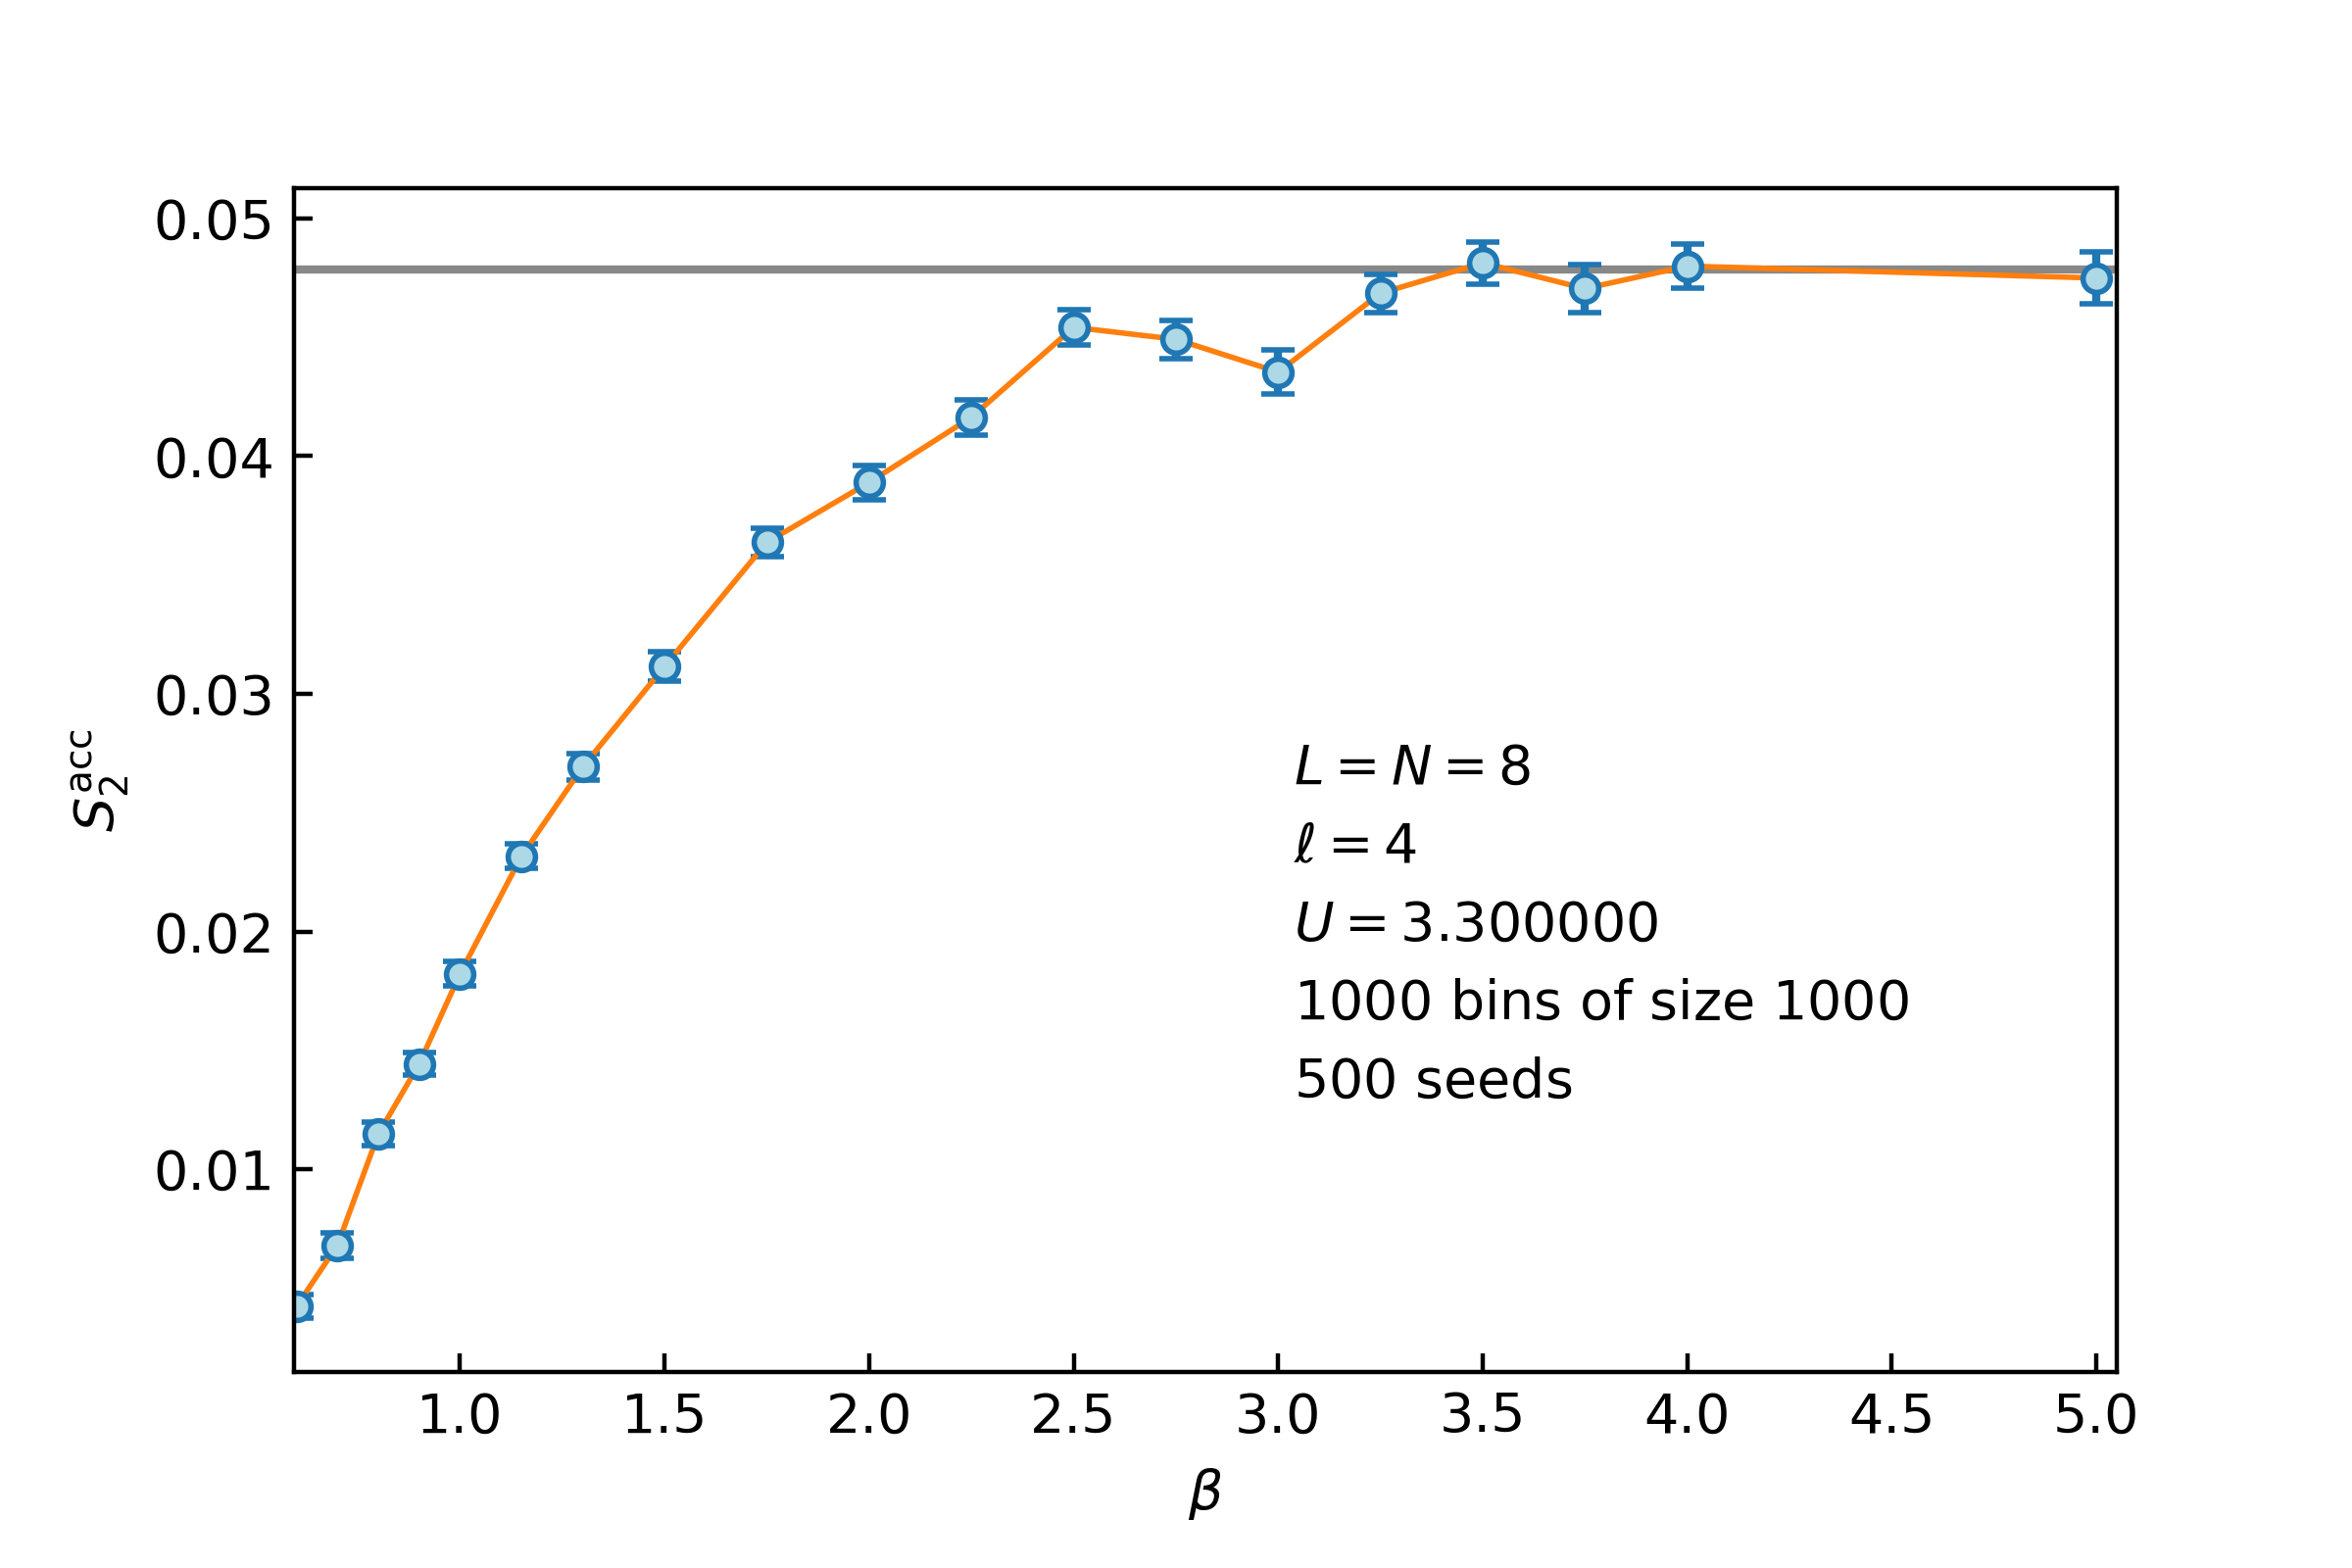 0.05
0.04
0.03
0.02
0.01
S₂ᵃᶜᶜ
L = N = 8
ℓ = 4
U = 3.300000
1000 bins of size 1000
500 seeds
1.0 1.5 2.0 2.5 3.0 3.5 4.0 4.5 5.0
β